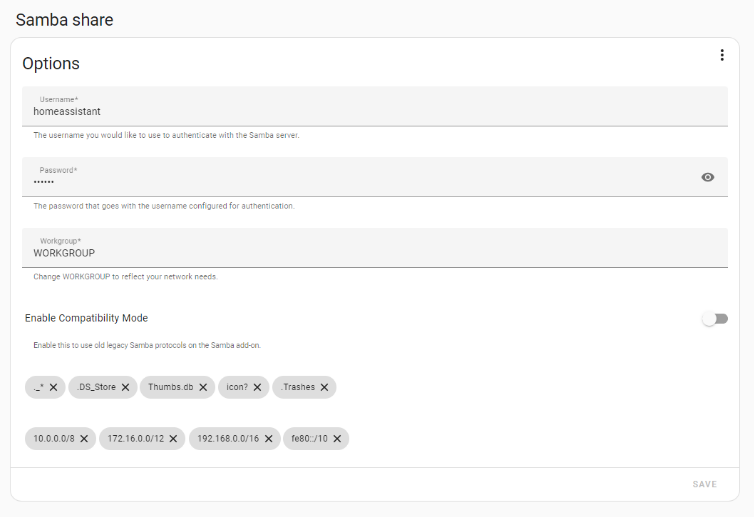 Samba share
Options
Username*
homeassistant
The username you would like to use to authenticate with the Samba server.
Password*
••••••
The password that goes with the username configured for authentication.
Workgroup*
WORKGROUP
Change WORKGROUP to reflect your network needs.
Enable Compatibility Mode
Enable this to use old legacy Samba protocols on the Samba add-on.
._* .DS_Store Thumbs.db icon? .Trashes
10.0.0.0/8 172.16.0.0/12 192.168.0.0/16 fe80::/10
SAVE